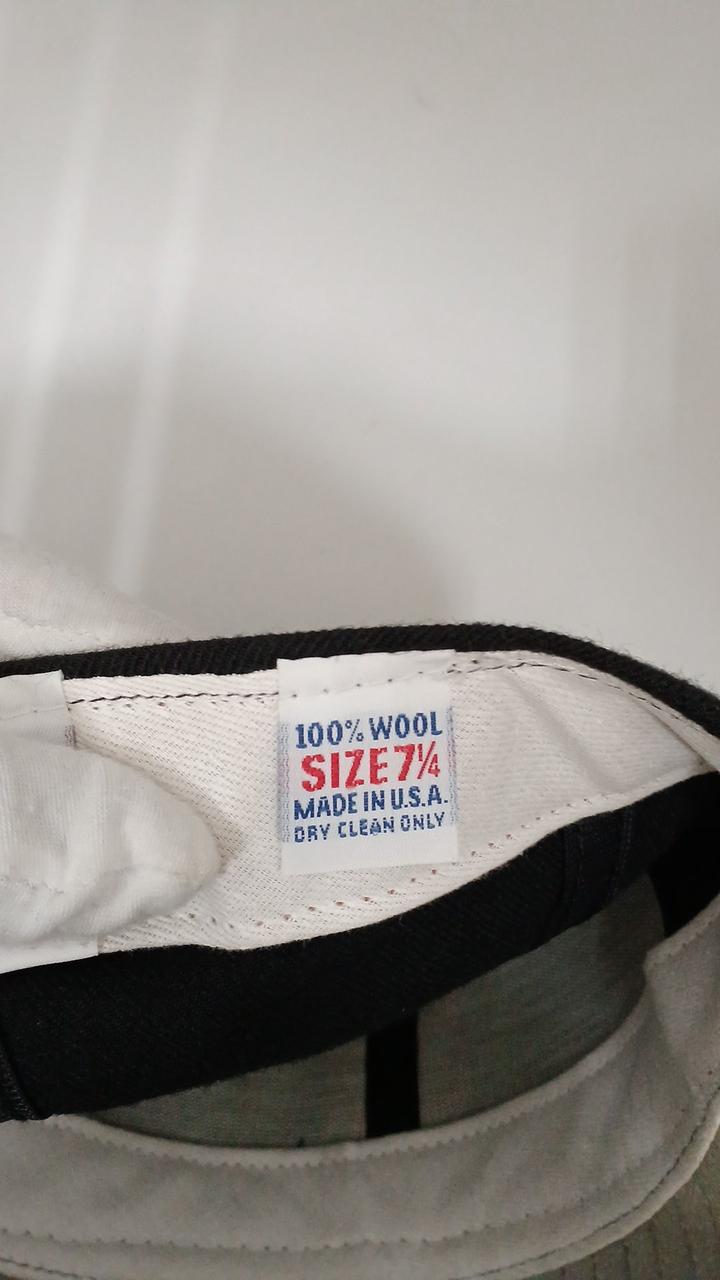 100% WOOL
SIZE 7¼
MADE IN U.S.A.
DRY CLEAN ONLY